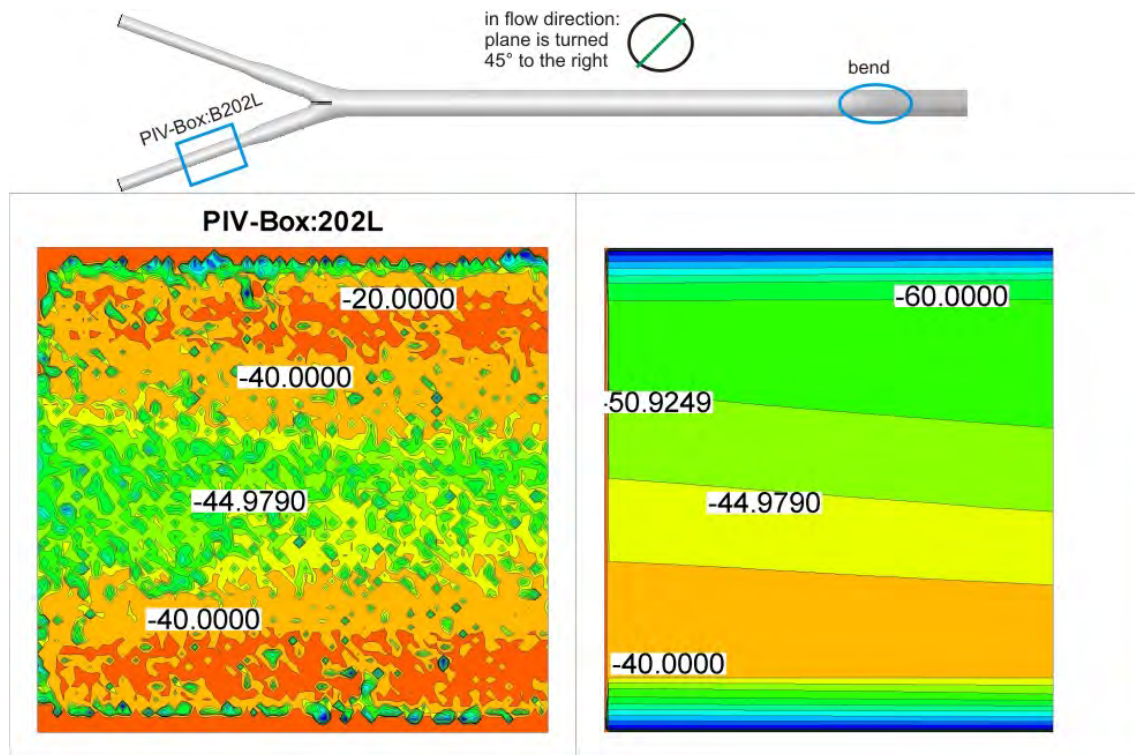 in flow direction:
plane is turned
45° to the right
bend
PIV-Box:B202L
PIV-Box:202L
-20.0000
-40.0000
-44.9790
-40.0000
-60.0000
-50.9249
-44.9790
-40.0000